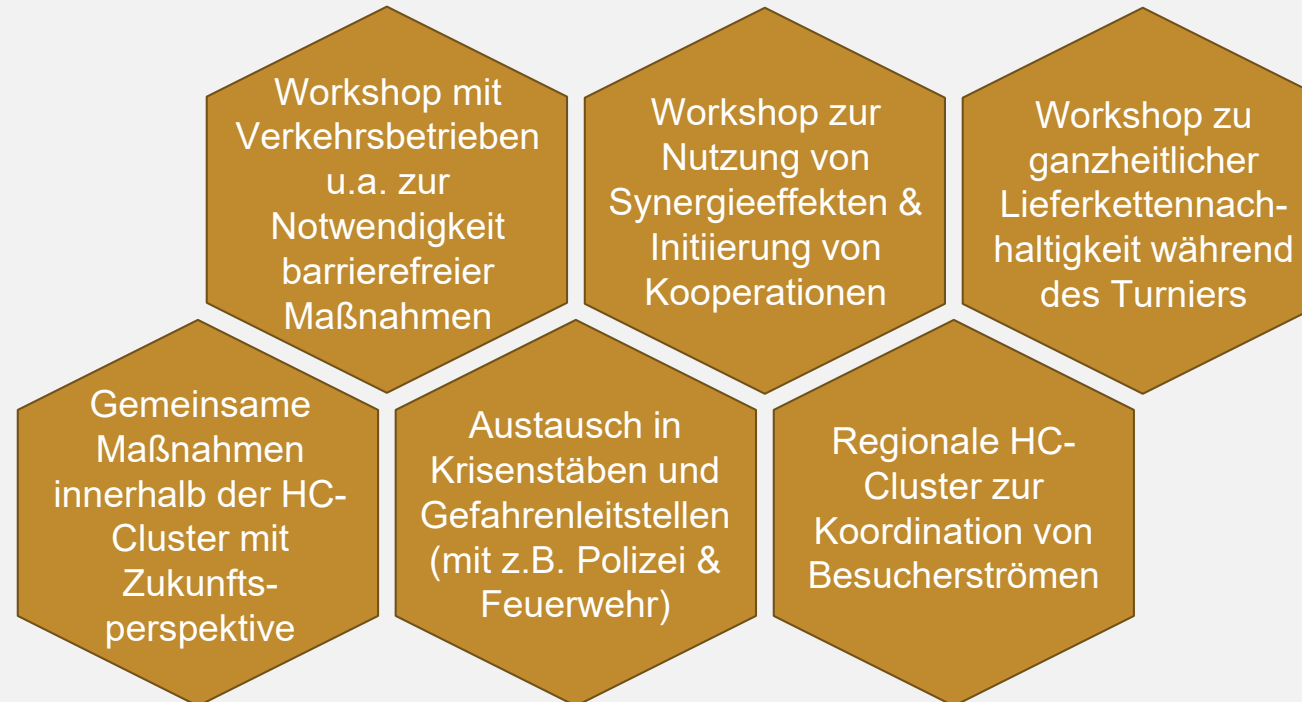 Workshop mit
Verkehrsbetrieben
u.a. zur
Notwendigkeit
barrierefreier
Maßnahmen
Workshop zur
Nutzung von
Synergieeffekten &
Initiierung von
Kooperationen
Workshop zu
ganzheitlicher
Lieferkettennach-
haltigkeit während
des Turniers
Gemeinsame
Maßnahmen
innerhalb der HC-
Cluster mit
Zukunfts-
perspektive
Austausch in
Krisenstäben und
Gefahrenleitstellen
(mit z.B. Polizei &
Feuerwehr)
Regionale HC-
Cluster zur
Koordination von
Besucherströmen